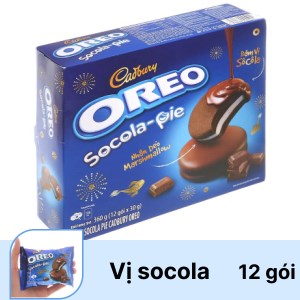 Cadbury
OREO
Socola-Pie
Đậm Vị
Sôcôla
Nhân Dẻo
Marshmallow
360 g (12 gói x 30 g)
SOCOLA PIE CADBURY OREO
OREO
Vị socola 12 gói